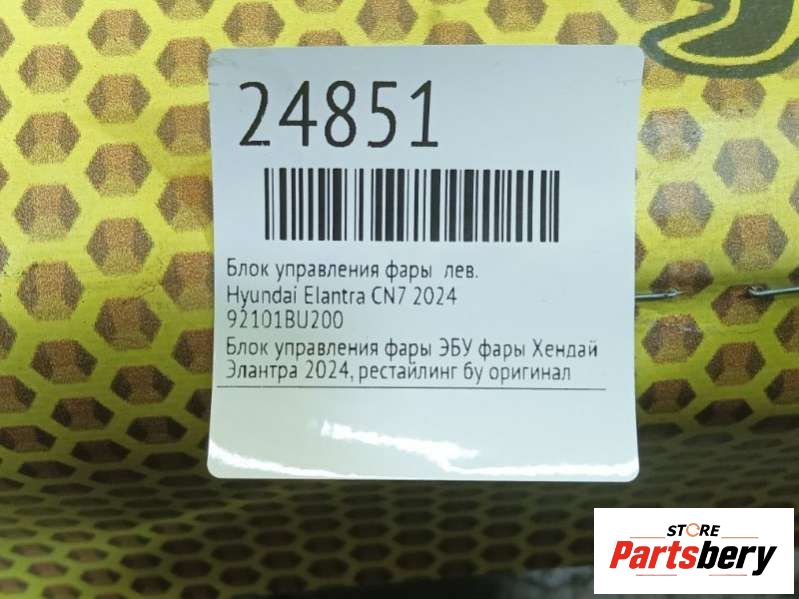 24851
Блок управления фары лев.
Hyundai Elantra CN7 2024
92101BU200
Блок управления фары ЭБУ фары Хендай
Элантра 2024, рестайлинг бу оригинал
STORE
Partsbery